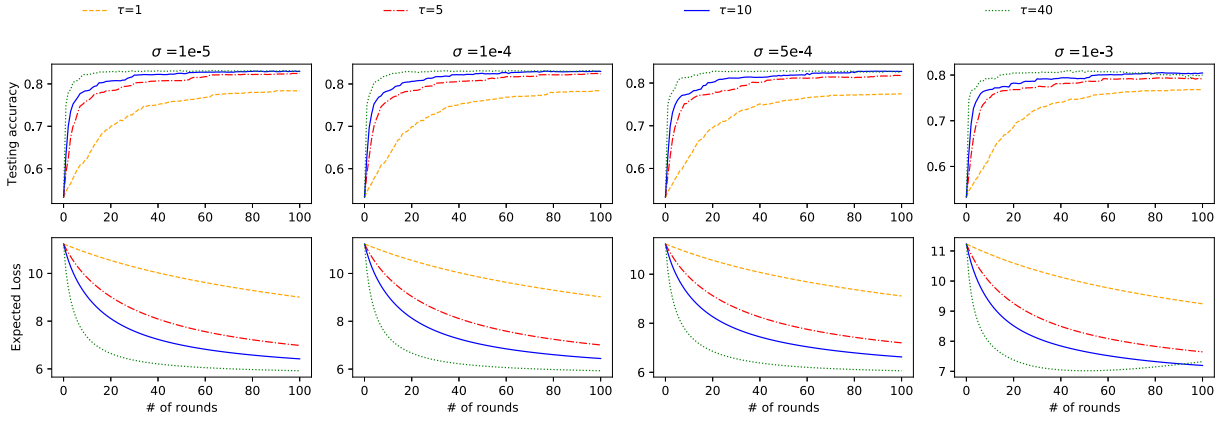 τ=1 τ=5 τ=10 τ=40
σ =1e-5 σ =1e-4 σ =5e-4 σ =1e-3
Testing accuracy
0.8 0.8 0.8 0.8
0.7 0.7 0.7 0.7
0.6 0.6 0.6 0.6
0 20 40 60 80 100 0 20 40 60 80 100 0 20 40 60 80 100 0 20 40 60 80 100
Expected Loss
10 8 6
10 8 6
10 8 6
11 10 9 8 7
0 20 40 60 80 100 0 20 40 60 80 100 0 20 40 60 80 100 0 20 40 60 80 100
# of rounds # of rounds # of rounds # of rounds